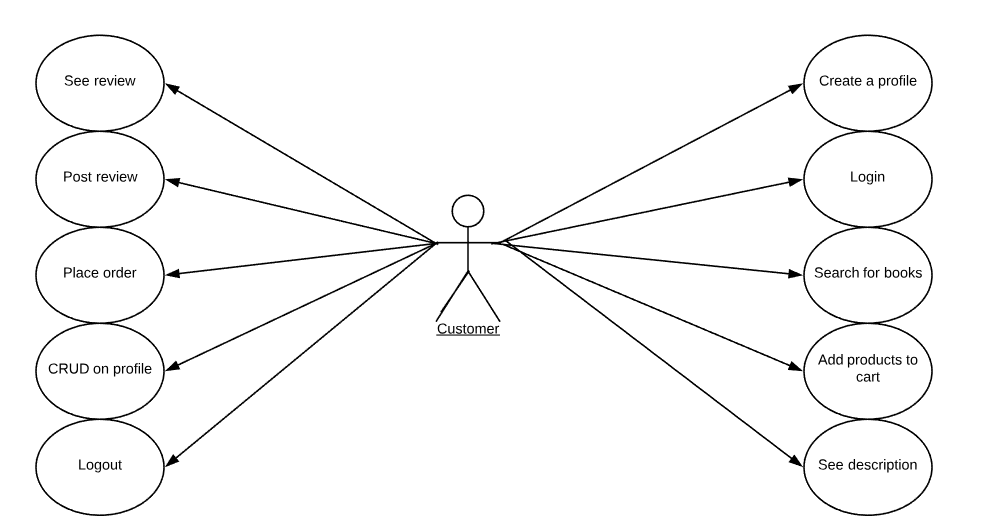 See review
Post review
Place order
CRUD on profile
Logout
Customer
Create a profile
Login
Search for books
Add products to
cart
See description